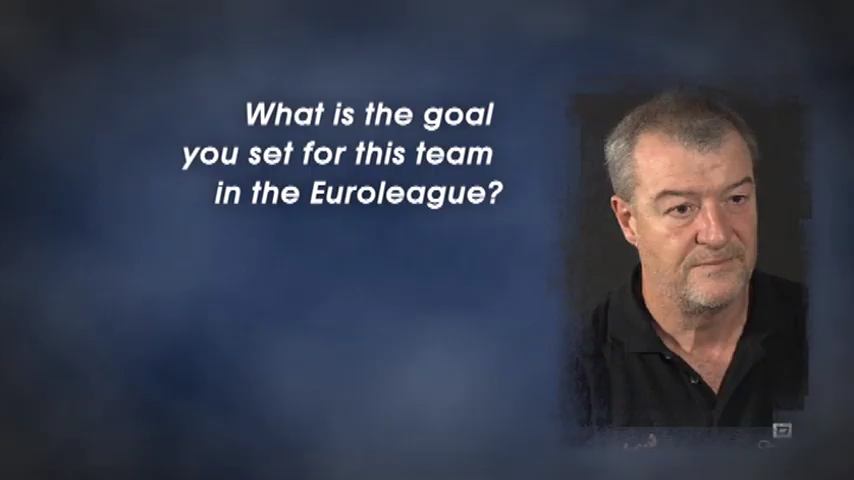 What is the goal
you set for this team
in the Euroleague?